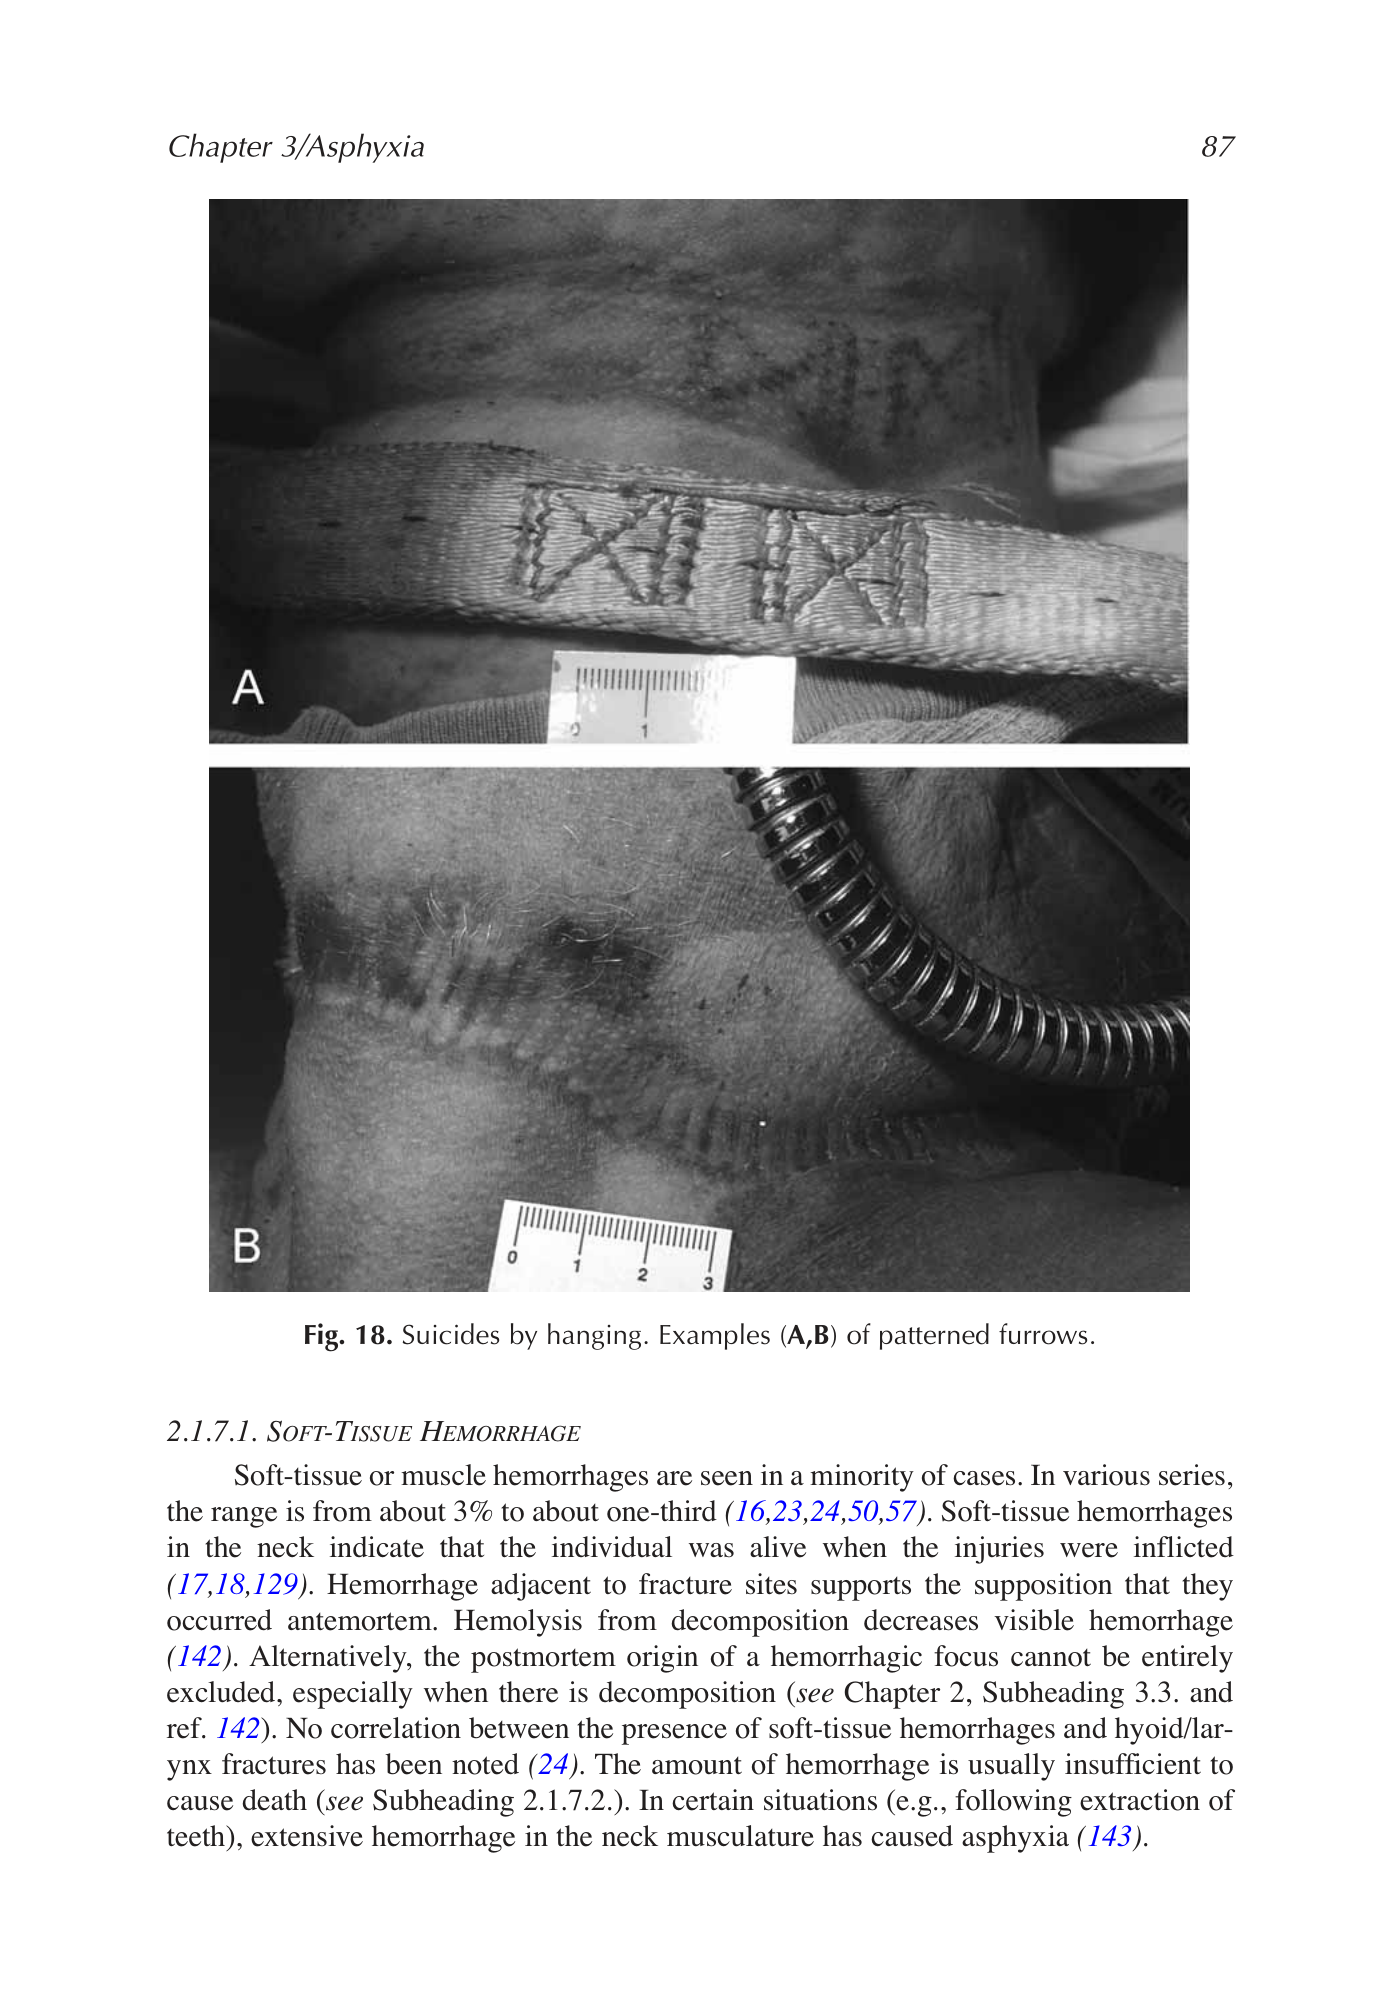 Chapter 3/Asphyxia 87
A
0 1
B
0 1 2 3
Fig. 18. Suicides by hanging. Examples (A,B) of patterned furrows.
2.1.7.1. SOFT-TISSUE HEMORRHAGE
Soft-tissue or muscle hemorrhages are seen in a minority of cases. In various series,
the range is from about 3% to about one-third (16,23,24,50,57). Soft-tissue hemorrhages
in the neck indicate that the individual was alive when the injuries were inflicted
(17,18,129). Hemorrhage adjacent to fracture sites supports the supposition that they
occurred antemortem. Hemolysis from decomposition decreases visible hemorrhage
(142). Alternatively, the postmortem origin of a hemorrhagic focus cannot be entirely
excluded, especially when there is decomposition (see Chapter 2, Subheading 3.3. and
ref. 142). No correlation between the presence of soft-tissue hemorrhages and hyoid/lar-
ynx fractures has been noted (24). The amount of hemorrhage is usually insufficient to
cause death (see Subheading 2.1.7.2.). In certain situations (e.g., following extraction of
teeth), extensive hemorrhage in the neck musculature has caused asphyxia (143).